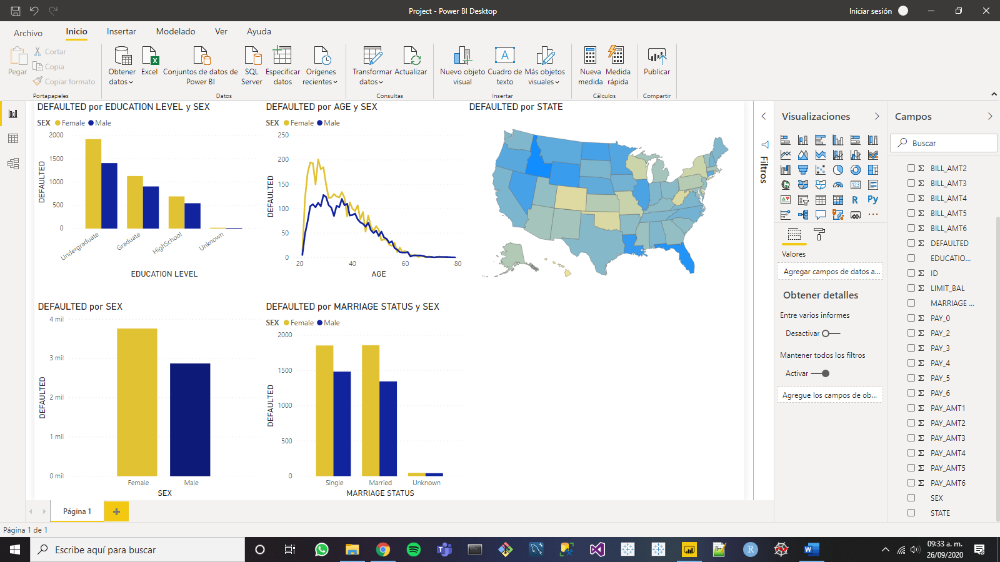 Project - Power BI Desktop
Iniciar sesión
Archivo
Inicio
Insertar
Modelado
Ver
Ayuda
Pegar
Cortar
Copia
Copiar formato
Portapapeles
Obtener
datos
Excel
Conjuntos de datos de
Power BI
SQL
Server
Especificar
datos
Orígenes
recientes
Datos
Transformar
datos
Actualizar
Consultas
Nuevo objeto
visual
A
Cuadro de
texto
Más objetos
visuales
Insertar
Nueva
medida
Medida
rápida
Cálculos
Publicar
Compartir
DEFAULTED por EDUCATION LEVEL y SEX
SEX Female Male
2000
1500
1000
500
0
DEFAULTED
Undergraduate
Graduate
HighSchool
Unknown
EDUCATION LEVEL
DEFAULTED por AGE y SEX
SEX Female Male
250
200
150
100
50
0
DEFAULTED
20 40 60 80
AGE
DEFAULTED por STATE
DEFAULTED por SEX
4 mil
3 mil
2 mil
1 mil
0 mil
DEFAULTED
Female Male
SEX
DEFAULTED por MARRIAGE STATUS y SEX
SEX Female Male
2000
1500
1000
500
0
DEFAULTED
Single Married Unknown
MARRIAGE STATUS
Filtros
Visualizaciones
123
R
Py
Valores
Agregar campos de datos a...
Obtener detalles
Entre varios informes
Desactivar
Mantener todos los filtros
Activar
Agregue los campos de ob...
Campos
Buscar
Σ BILL_AMT2
Σ BILL_AMT3
Σ BILL_AMT4
Σ BILL_AMT5
Σ BILL_AMT6
Σ DEFAULTED
EDUCATIO...
Σ ID
Σ LIMIT_BAL
MARRIAGE ...
Σ PAY_0
Σ PAY_2
Σ PAY_3
Σ PAY_4
Σ PAY_5
Σ PAY_6
Σ PAY_AMT1
Σ PAY_AMT2
Σ PAY_AMT3
Σ PAY_AMT4
Σ PAY_AMT5
Σ PAY_AMT6
SEX
STATE
Página 1
Página 1 de 1
Escribe aquí para buscar
09:33 a. m.
26/09/2020